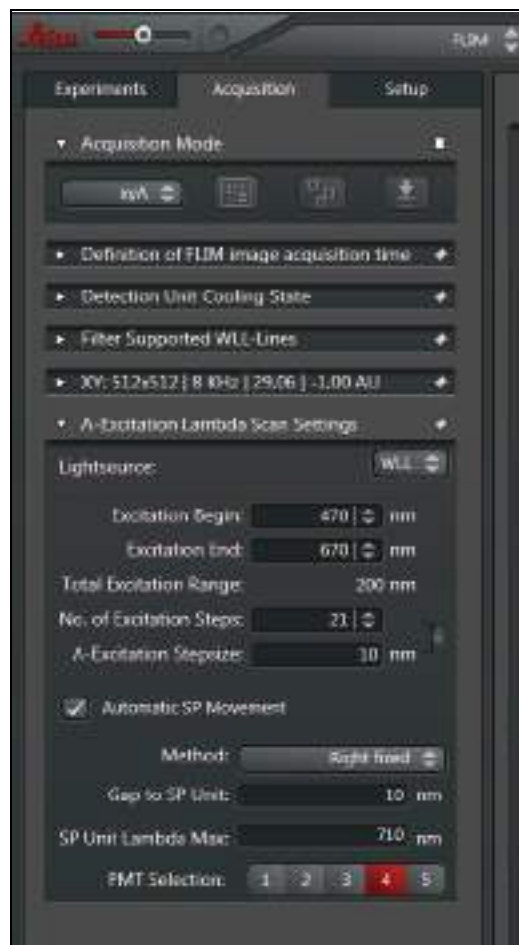 Leica
FLIM
Experiments Acquisition Setup
Acquisition Mode
Definition of FLIM image acquisition time
Detection Unit Cooling State
Filter Supported WLL-Lines
XY: 512x512 | 8 KHz | 29.06 | -1.00 AU
Λ-Excitation Lambda Scan Settings
Lightsource: WLL
Excitation Begin: 470 nm
Excitation End: 670 nm
Total Excitation Range: 200 nm
No. of Excitation Steps: 21
Λ-Excitation Stepsize: 10 nm
Automatic SP Movement
Method: Right fixed
Gap to SP Unit: 10 nm
SP Unit Lambda Max: 710 nm
PMT Selection: 1 2 3 4 5